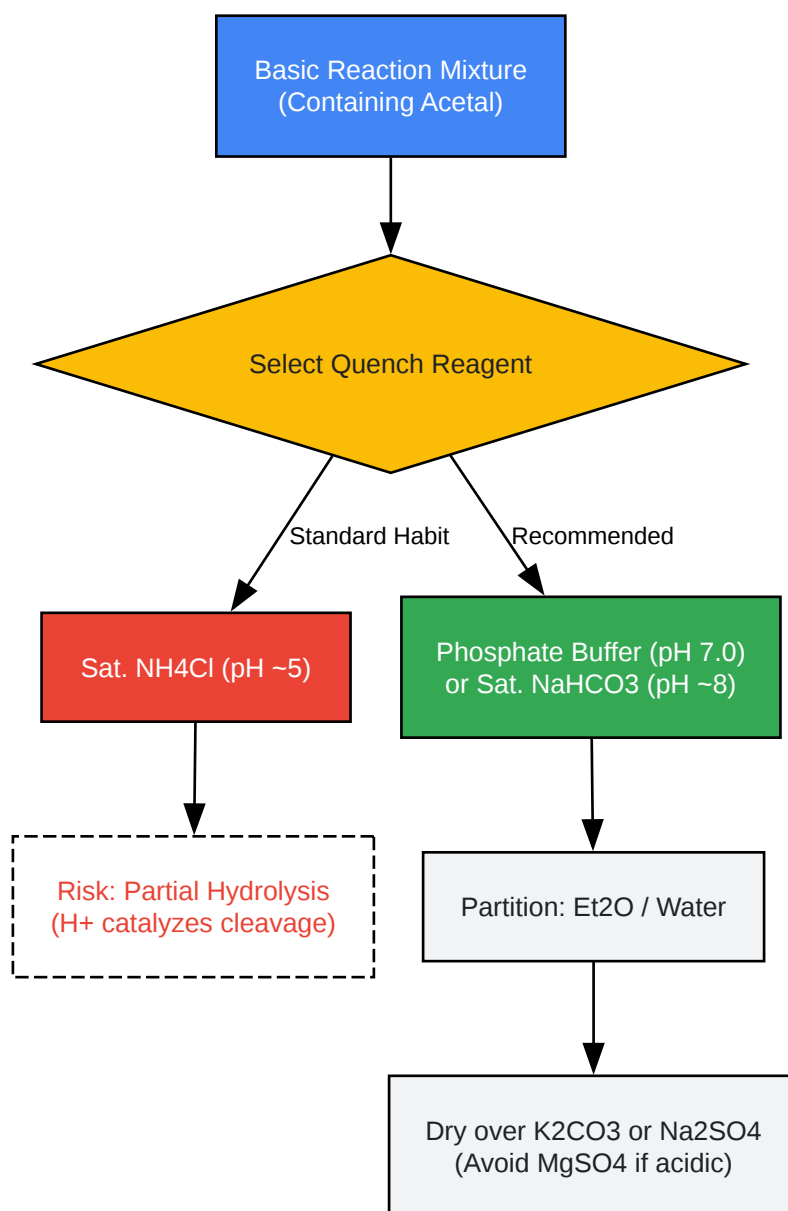 Basic Reaction Mixture
(Containing Acetal)
Select Quench Reagent
Standard Habit
Recommended
Sat. NH4Cl (pH ~5)
Phosphate Buffer (pH 7.0)
or Sat. NaHCO3 (pH ~8)
Risk: Partial Hydrolysis
(H+ catalyzes cleavage)
Partition: Et2O / Water
Dry over K2CO3 or Na2SO4
(Avoid MgSO4 if acidic)